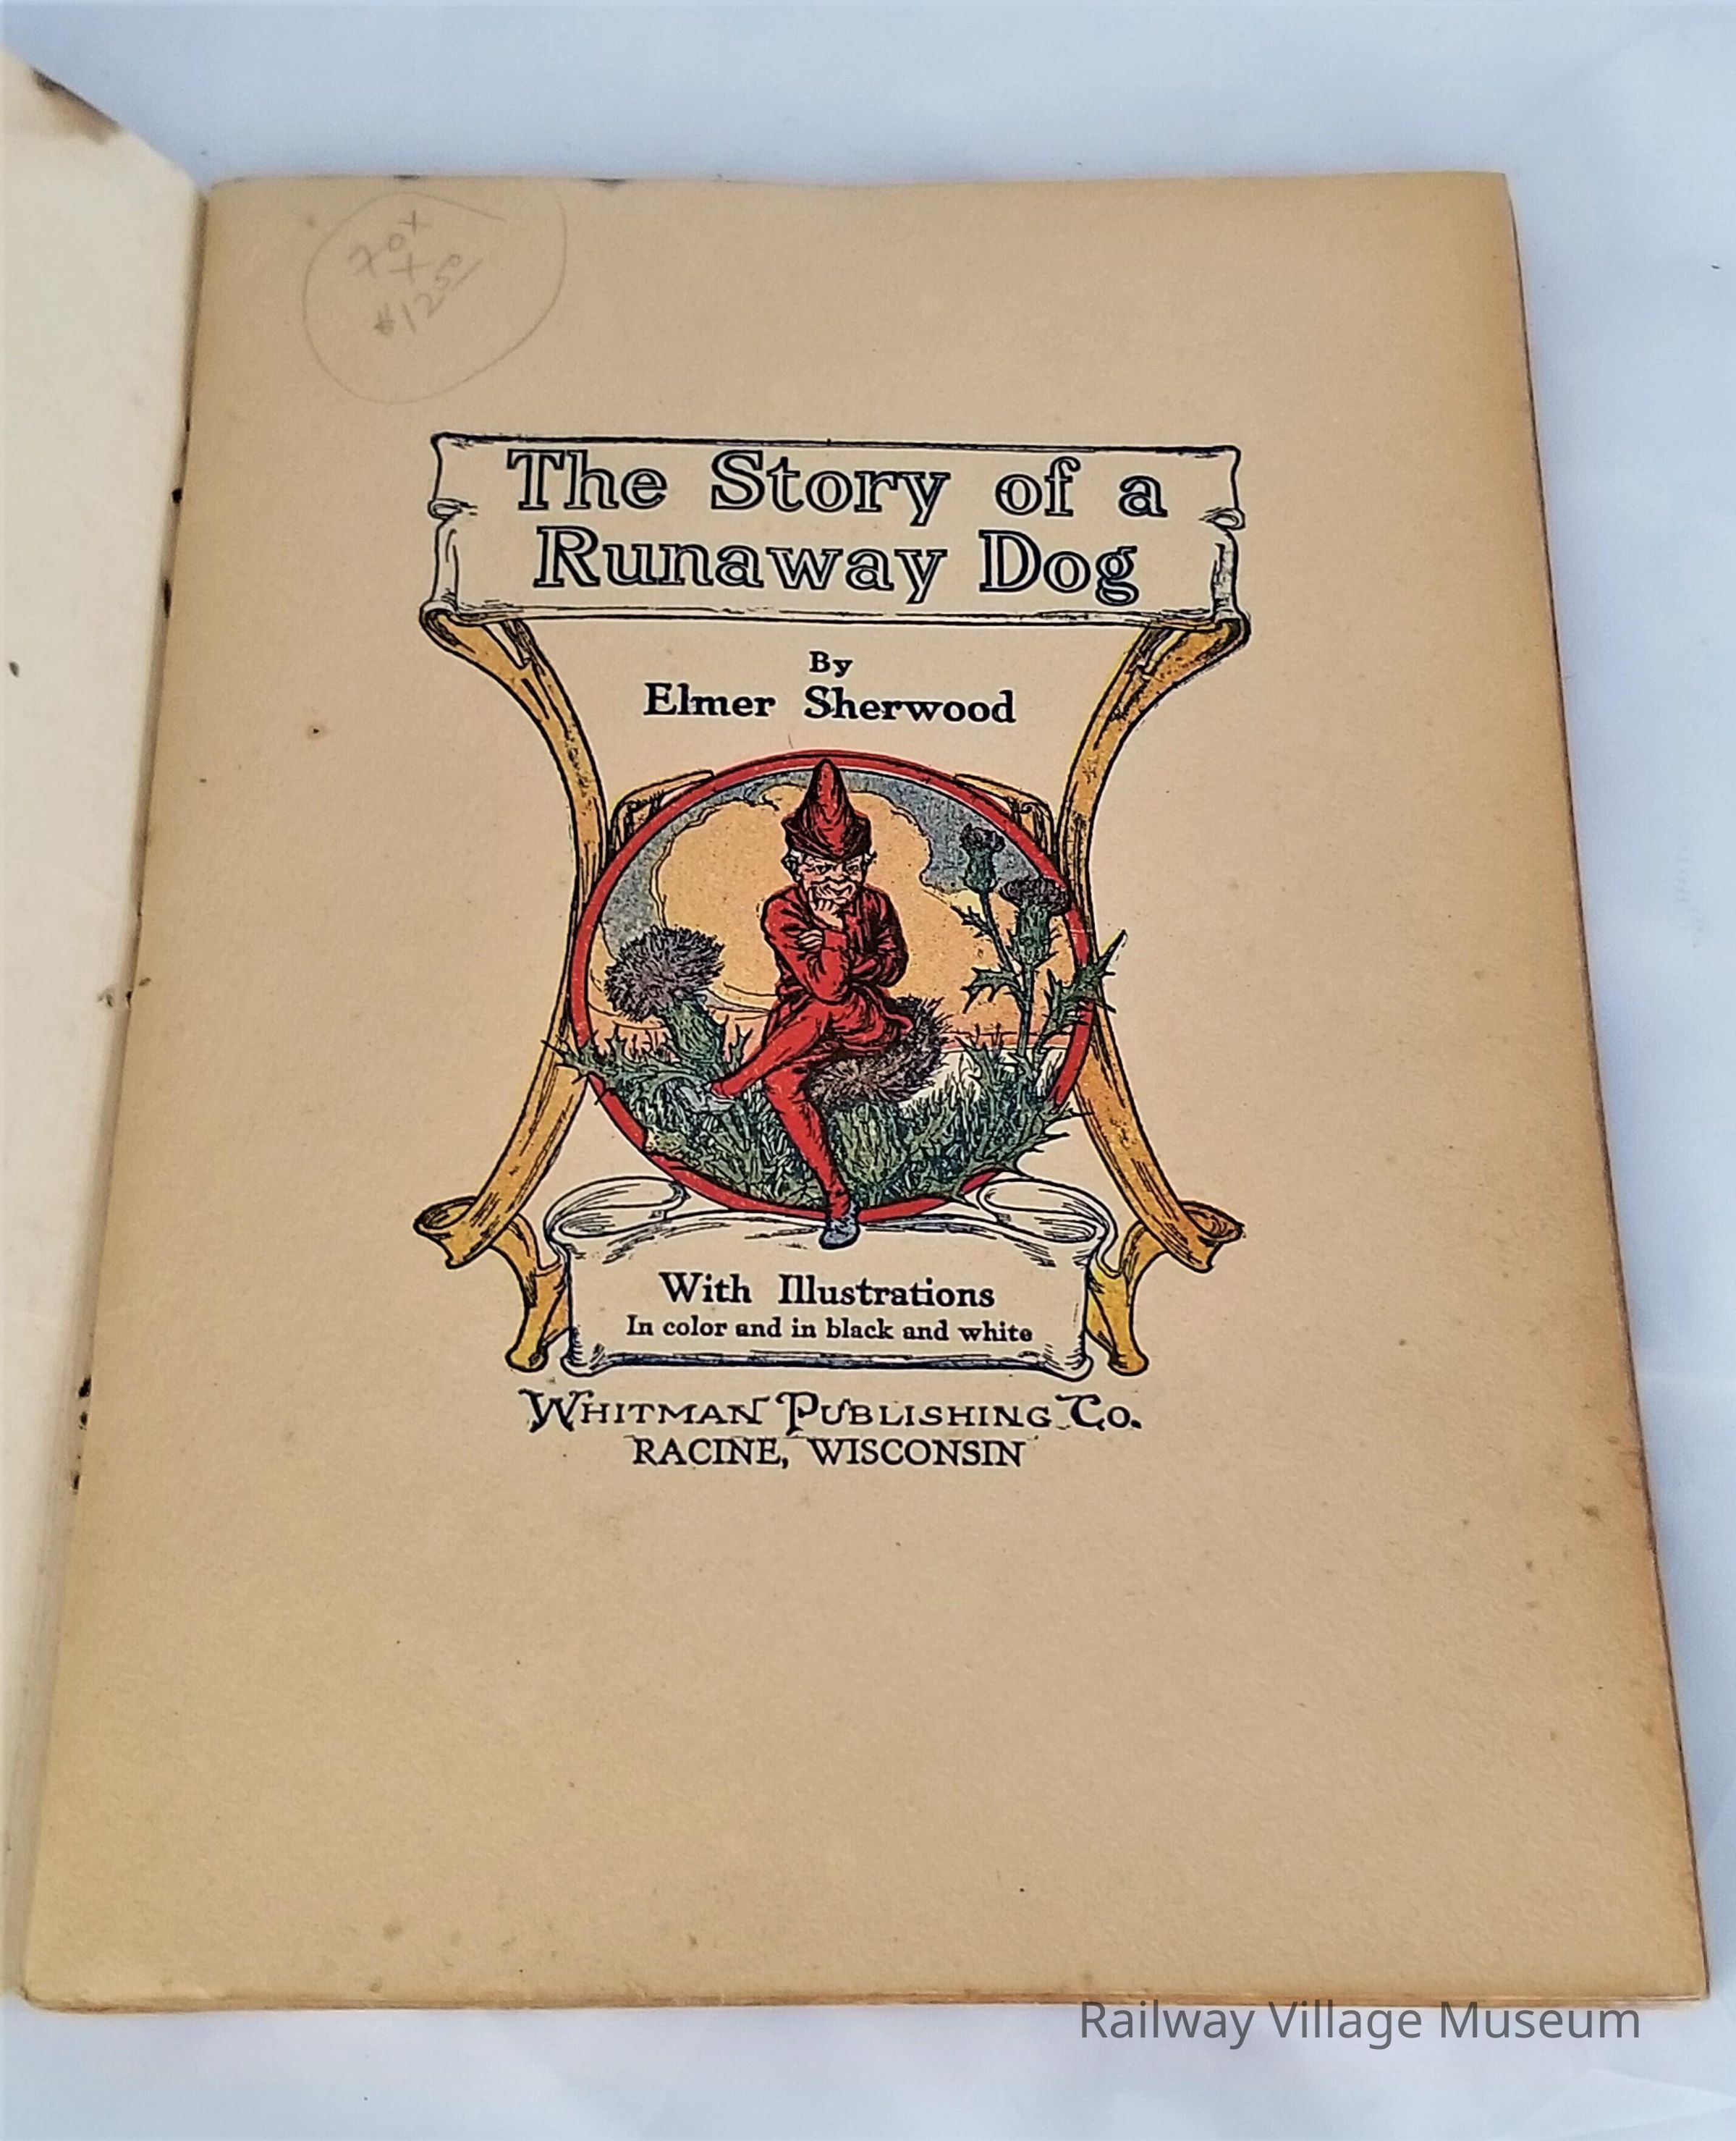 The Story of a
Runaway Dog
By
Elmer Sherwood
With Illustrations
In color and in black and white
WHITMAN PUBLISHING CO.
RACINE, WISCONSIN
Railway Village Museum